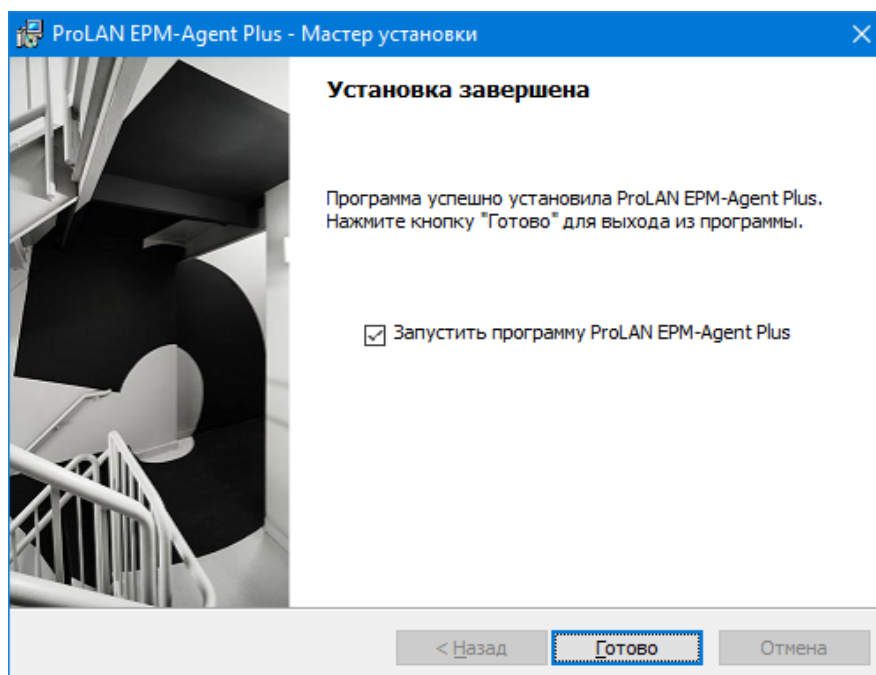 ProLAN EPM-Agent Plus - Мастер установки
Установка завершена
Программа успешно установила ProLAN EPM-Agent Plus.
Нажмите кнопку "Готово" для выхода из программы.
Запустить программу ProLAN EPM-Agent Plus
< Назад
Готово
Отмена